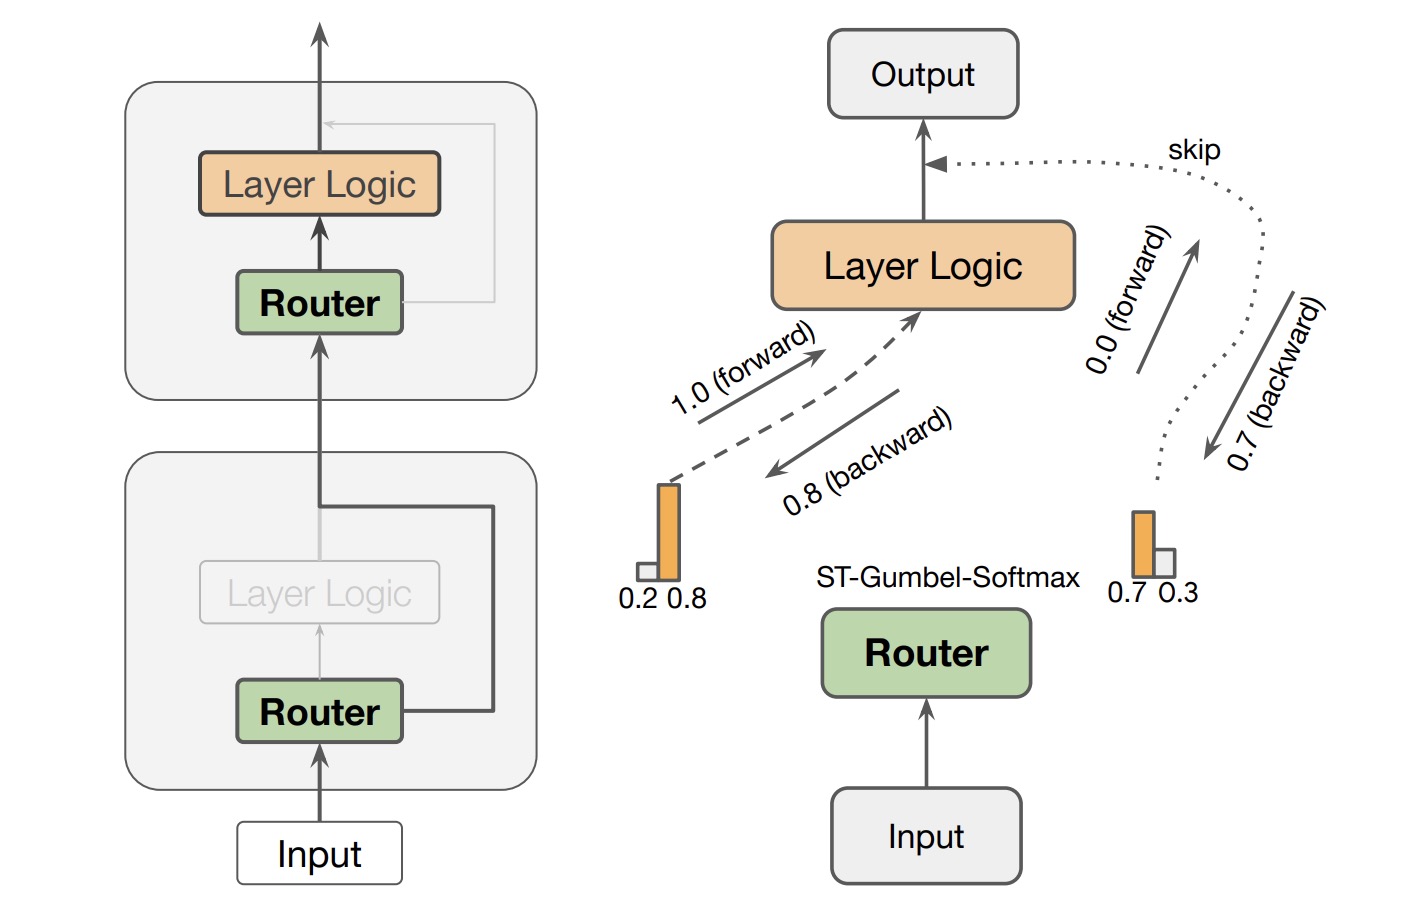 Layer Logic
Router
Layer Logic
Router
Input
Output
skip
Layer Logic
1.0 (forward)
0.8 (backward)
0.0 (forward)
0.7 (backward)
0.2 0.8
ST-Gumbel-Softmax
0.7 0.3
Router
Input